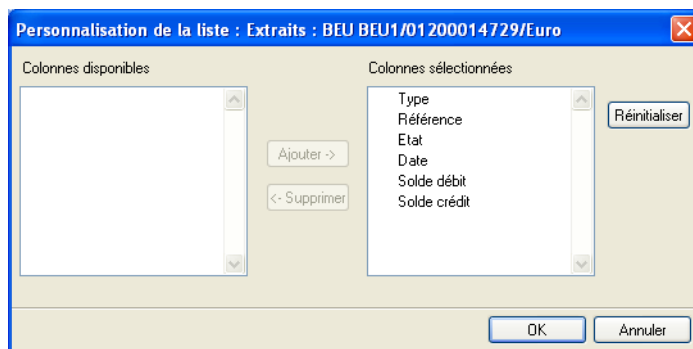 Personnalisation de la liste : Extraits : BEU BEU1/01200014729/Euro
Colonnes disponibles
Colonnes sélectionnées
Type
Référence
Etat
Date
Solde débit
Solde crédit
Ajouter ->
<- Supprimer
Réinitialiser
OK
Annuler